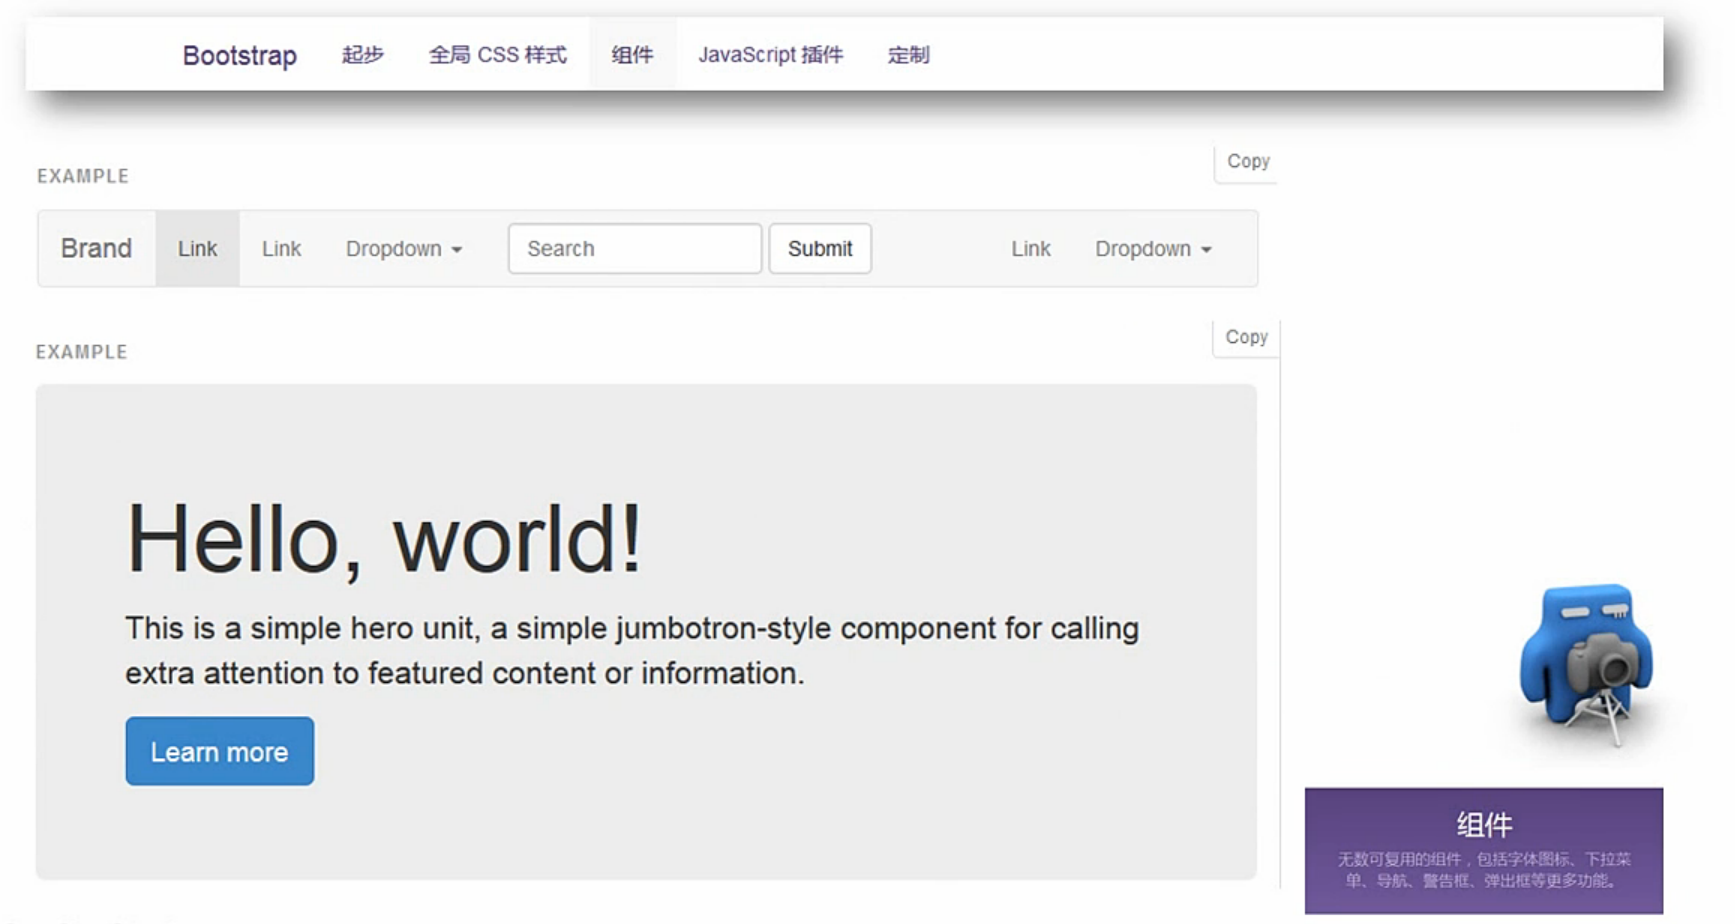 Bootstrap 起步 全局 CSS 样式 组件 JavaScript 插件 定制
Copy
EXAMPLE
Brand Link Link Dropdown Search Submit Link Dropdown
Copy
EXAMPLE
Hello, world!
This is a simple hero unit, a simple jumbotron-style component for calling
extra attention to featured content or information.
Learn more
组件
无数可复用的组件，包括字体图标、下拉菜
单、导航、警告框、弹出框等更多功能。